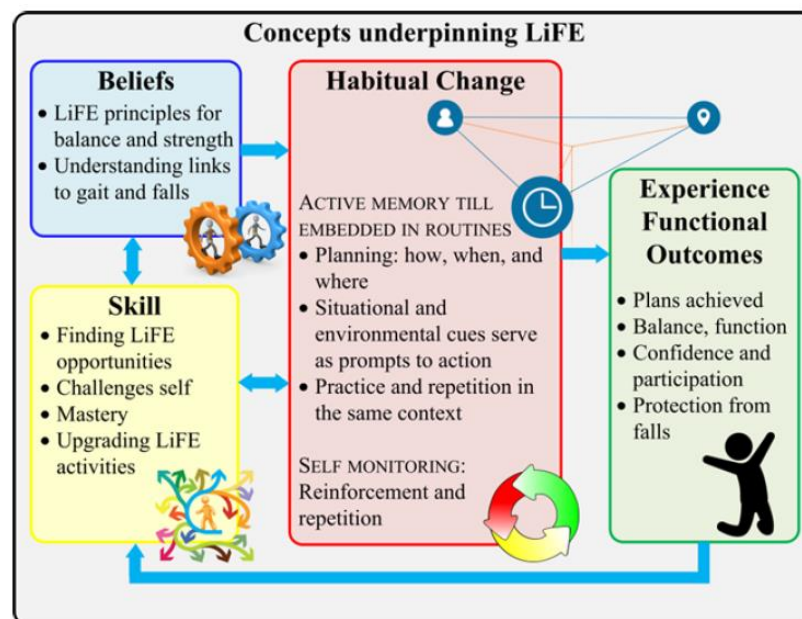 Concepts underpinning LiFE
Beliefs
• LiFE principles for
balance and strength
• Understanding links
to gait and falls
Skill
• Finding LiFE
opportunities
• Challenges self
• Mastery
• Upgrading LiFE
activities
Habitual Change
ACTIVE MEMORY TILL
EMBEDDED IN ROUTINES
• Planning: how, when, and
where
• Situational and
environmental cues serve
as prompts to action
• Practice and repetition in
the same context
SELF MONITORING:
Reinforcement and
repetition
Experience
Functional
Outcomes
• Plans achieved
• Balance, function
• Confidence and
participation
• Protection from
falls